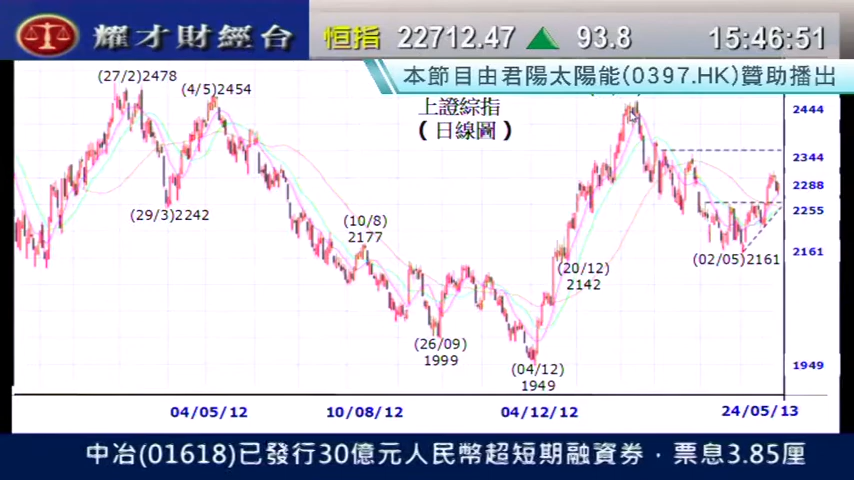 耀才財經台
恒指 22712.47 93.8 15:46:51
本節目由君陽太陽能(0397.HK)贊助播出
(27/2)2478
(4/5)2454
上證綜指
(日線圖)
2444
2344
2288
2255
2161
1949
(29/3)2242
(10/8)
2177
(20/12)
2142
(02/05)2161
(26/09)
1999
(04/12)
1949
04/05/12 10/08/12 04/12/12 24/05/13
中冶(01618)已發行30億元人民幣超短期融資券．票息3.85厘